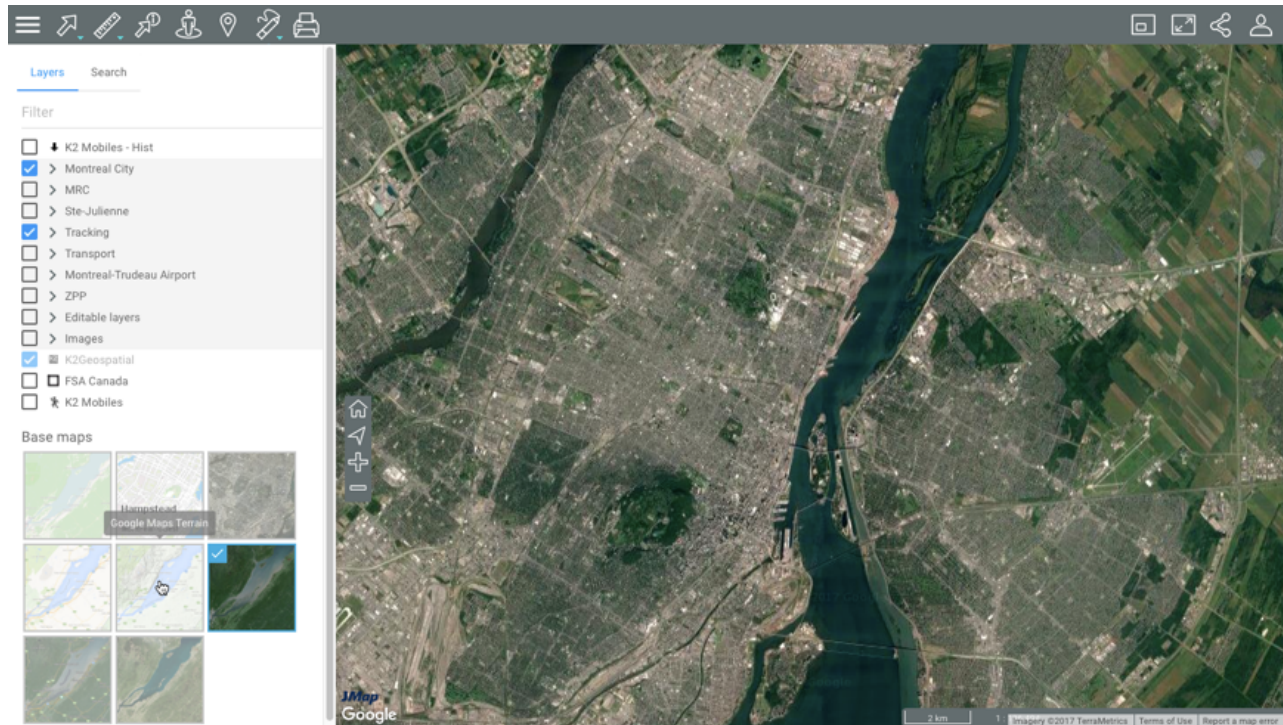 Layers Search
Filter
K2 Mobiles - Hist
Montreal City
MRC
Ste-Julienne
Tracking
Transport
Montreal-Trudeau Airport
ZPP
Editable layers
Images
K2Geospatial
FSA Canada
K2 Mobiles
Base maps
Hampstead
Google Maps Terrain
JMap
Google
2 km 1: Imagery ©2017 TerraMetrics Terms of Use Report a map error